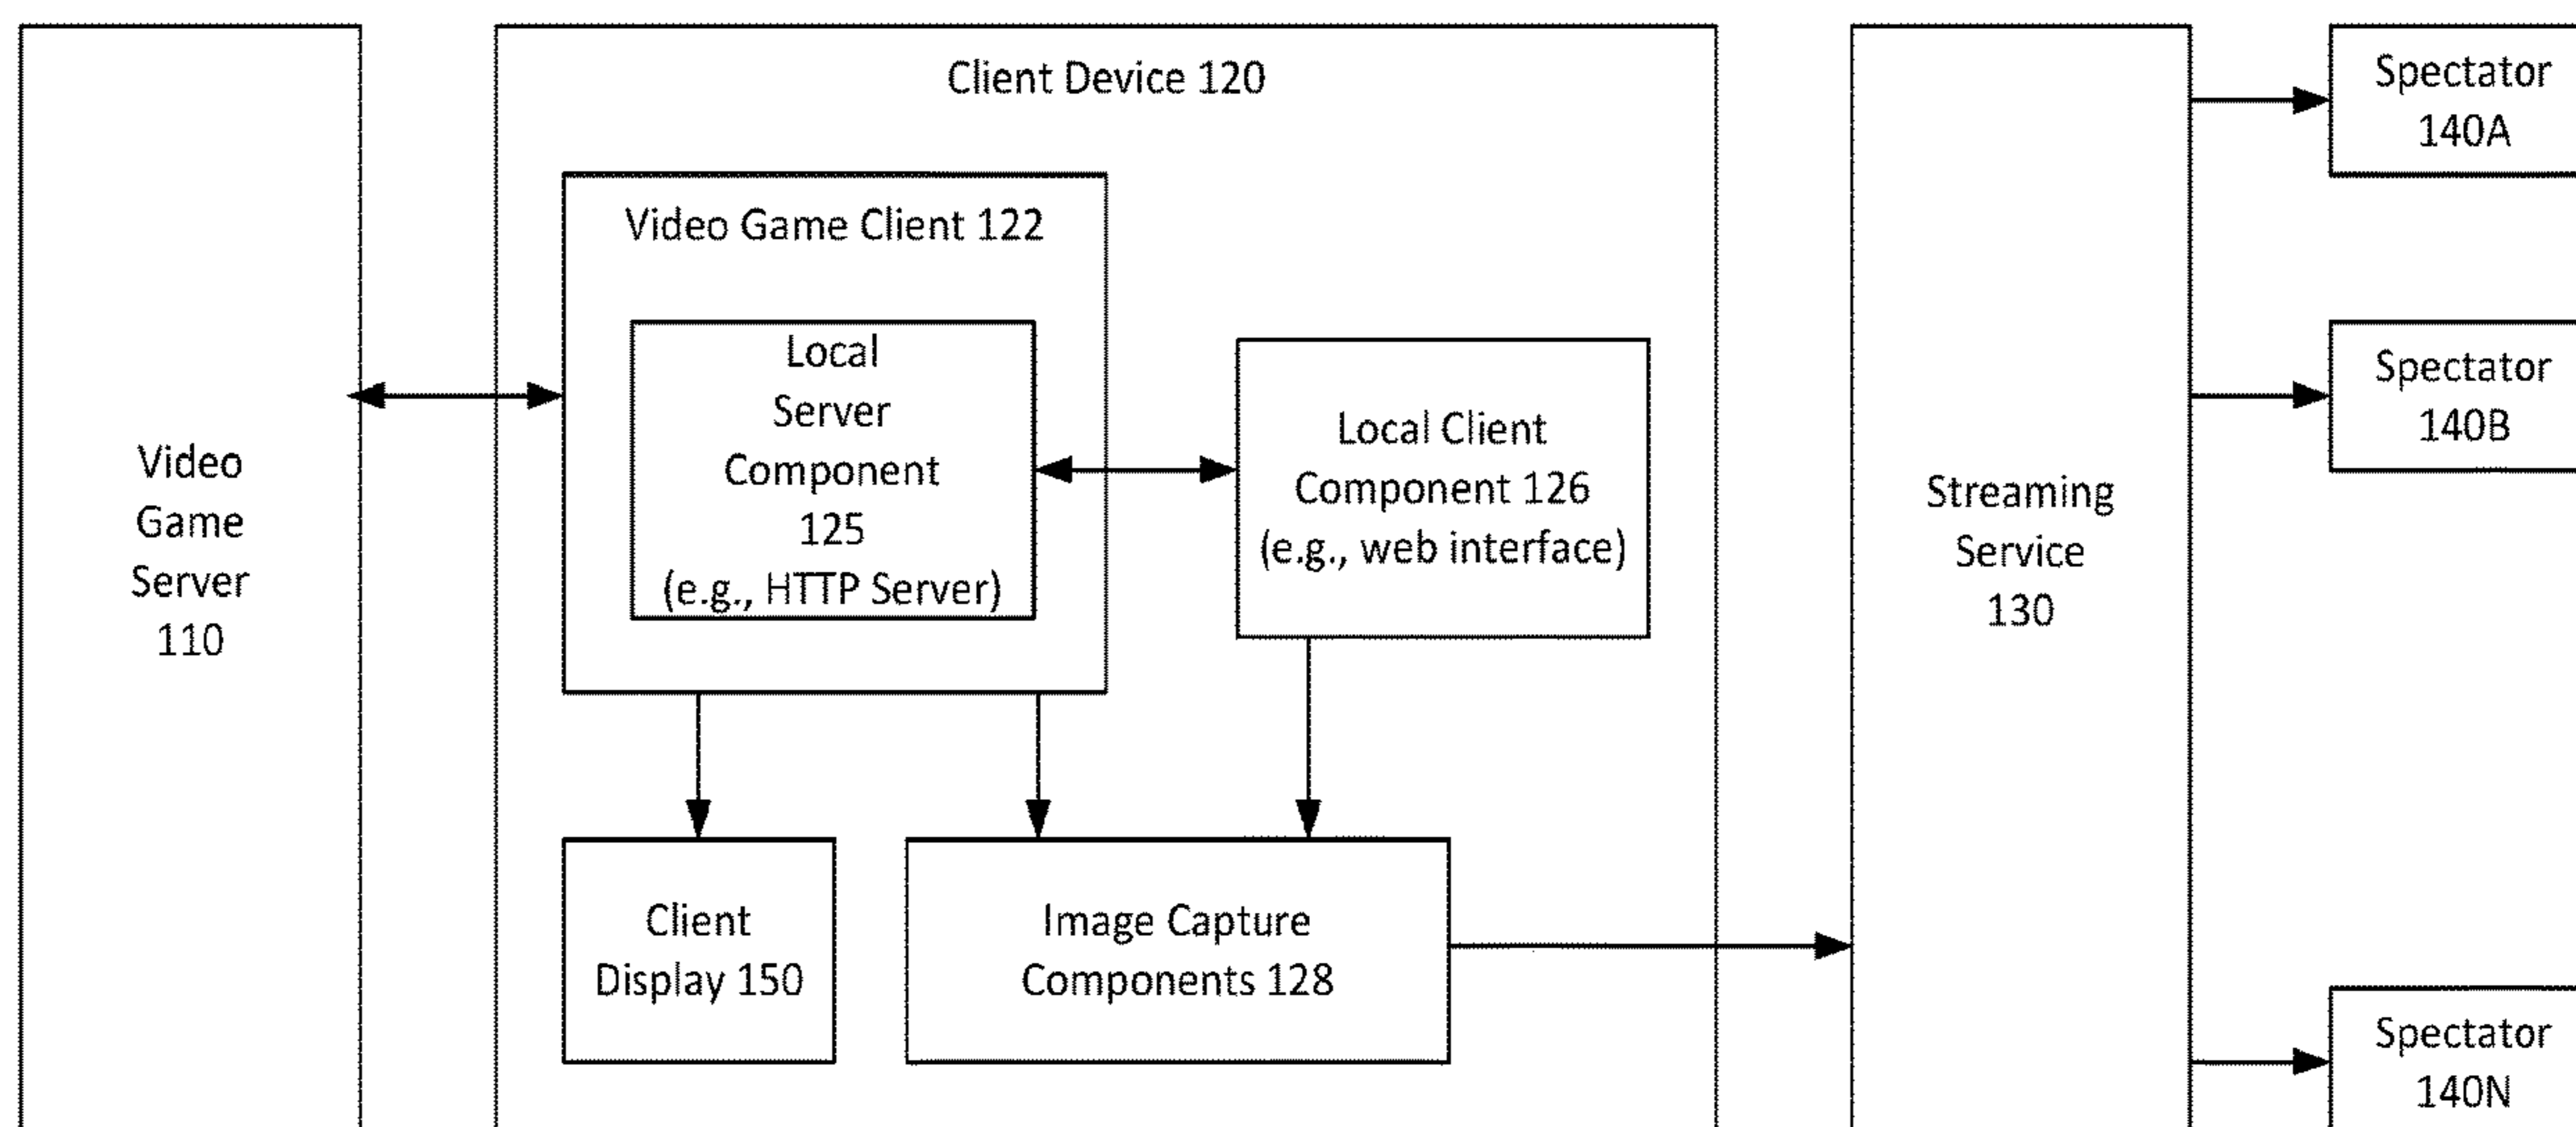 Video
Game
Server
110
Client Device 120
Video Game Client 122
Local
Server
Component
125
(e.g., HTTP Server)
Local Client
Component 126
(e.g., web interface)
Client
Display 150
Image Capture
Components 128
Streaming
Service
130
Spectator
140A
Spectator
140B
Spectator
140N